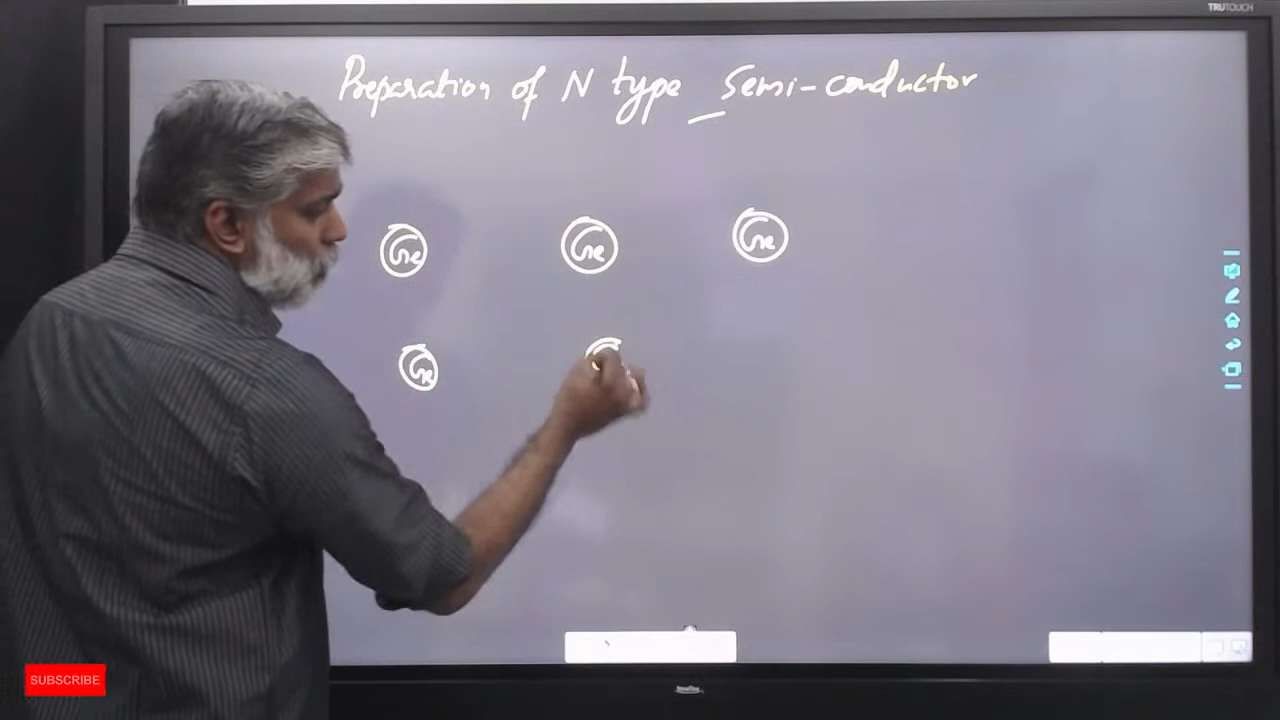 TRUTOUCH
Preparation of N type Semi-conductor
Ge Ge Ge
Ge
SUBSCRIBE